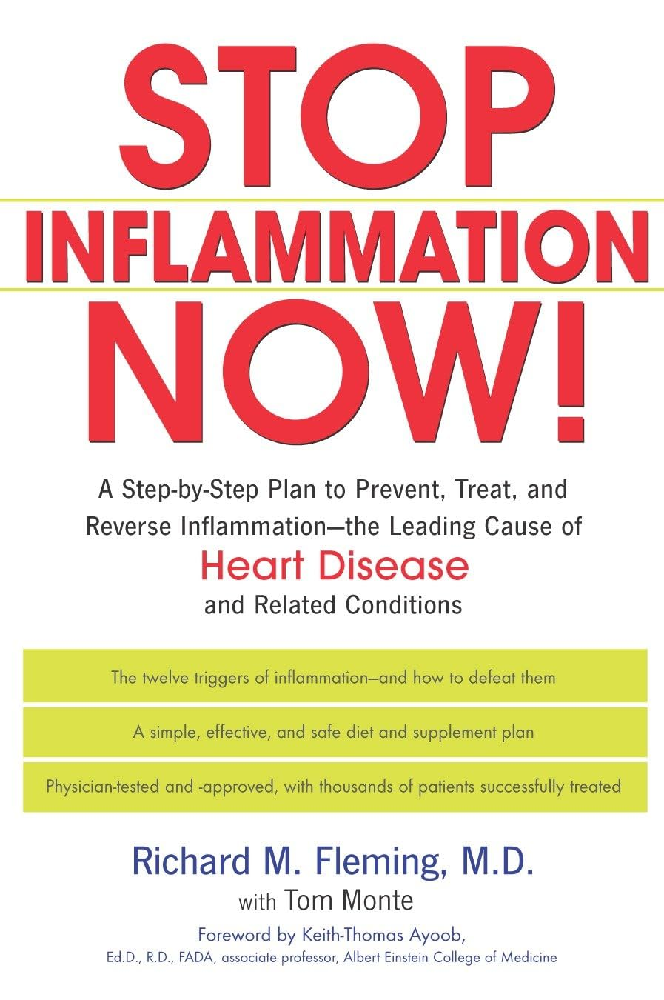 STOP
INFLAMMATION
NOW!
A Step-by-Step Plan to Prevent, Treat, and
Reverse Inflammation—the Leading Cause of
Heart Disease
and Related Conditions
The twelve triggers of inflammation—and how to defeat them
A simple, effective, and safe diet and supplement plan
Physician-tested and -approved, with thousands of patients successfully treated
Richard M. Fleming, M.D.
with Tom Monte
Foreword by Keith-Thomas Ayoob,
Ed.D., R.D., FADA, associate professor, Albert Einstein College of Medicine